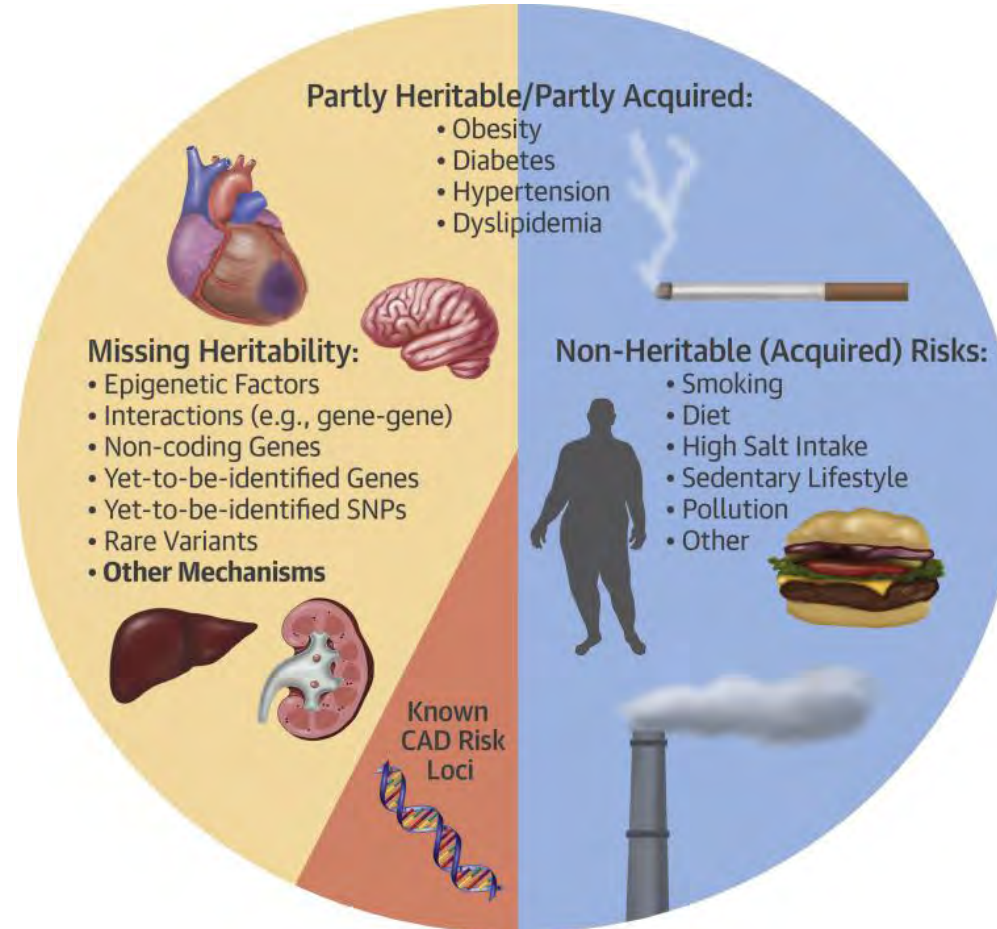 Partly Heritable/Partly Acquired:
• Obesity
• Diabetes
• Hypertension
• Dyslipidemia
Missing Heritability:
• Epigenetic Factors
• Interactions (e.g., gene-gene)
• Non-coding Genes
• Yet-to-be-identified Genes
• Yet-to-be-identified SNPs
• Rare Variants
• Other Mechanisms
Non-Heritable (Acquired) Risks:
• Smoking
• Diet
• High Salt Intake
• Sedentary Lifestyle
• Pollution
• Other
Known
CAD Risk
Loci